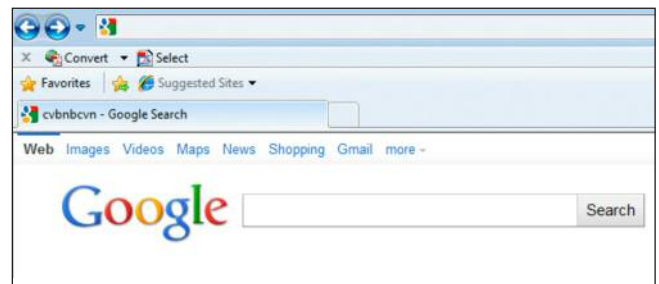 x Convert Select
Favorites Suggested Sites
cvbnbcvn - Google Search
Web Images Videos Maps News Shopping Gmail more
Google Search